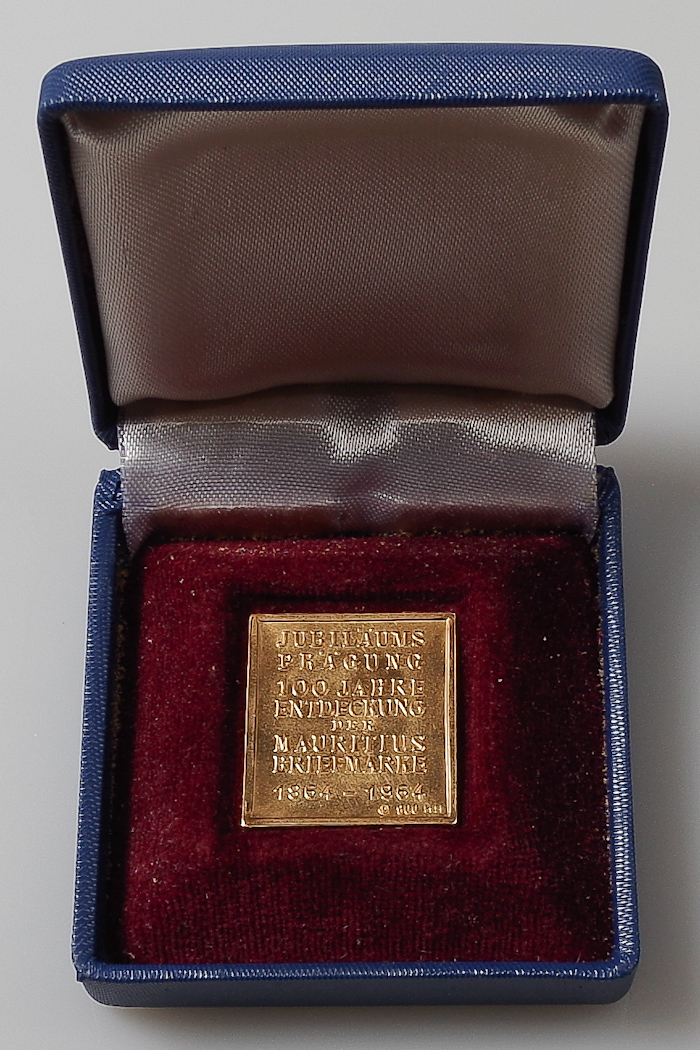 JUBILÄUMS
PRÄGUNG
100 JAHRE
ENTDECKUNG
DER
MAURITIUS
BRIEFMARKE
1864 - 1964
©